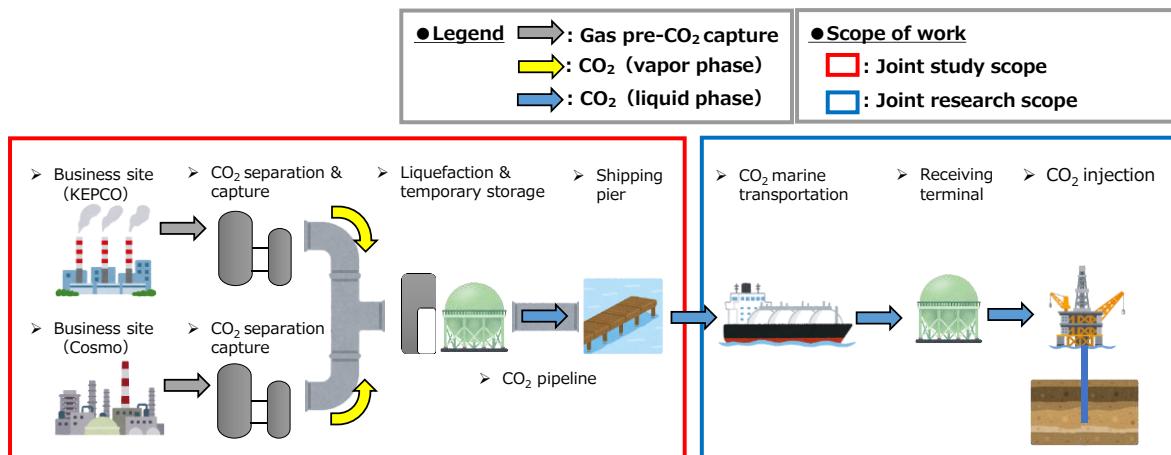 ●Legend
: Gas pre-CO₂ capture
: CO₂（vapor phase）
: CO₂（liquid phase）
●Scope of work
: Joint study scope
: Joint research scope
➢ Business site
（KEPCO）
➢ CO₂ separation &
capture
➢ Liquefaction &
temporary storage
➢ Shipping
pier
➢ CO₂ marine
transportation
➢ Receiving
terminal
➢ CO₂ injection
➢ Business site
（Cosmo）
➢ CO₂ separation
capture
➢ CO₂ pipeline